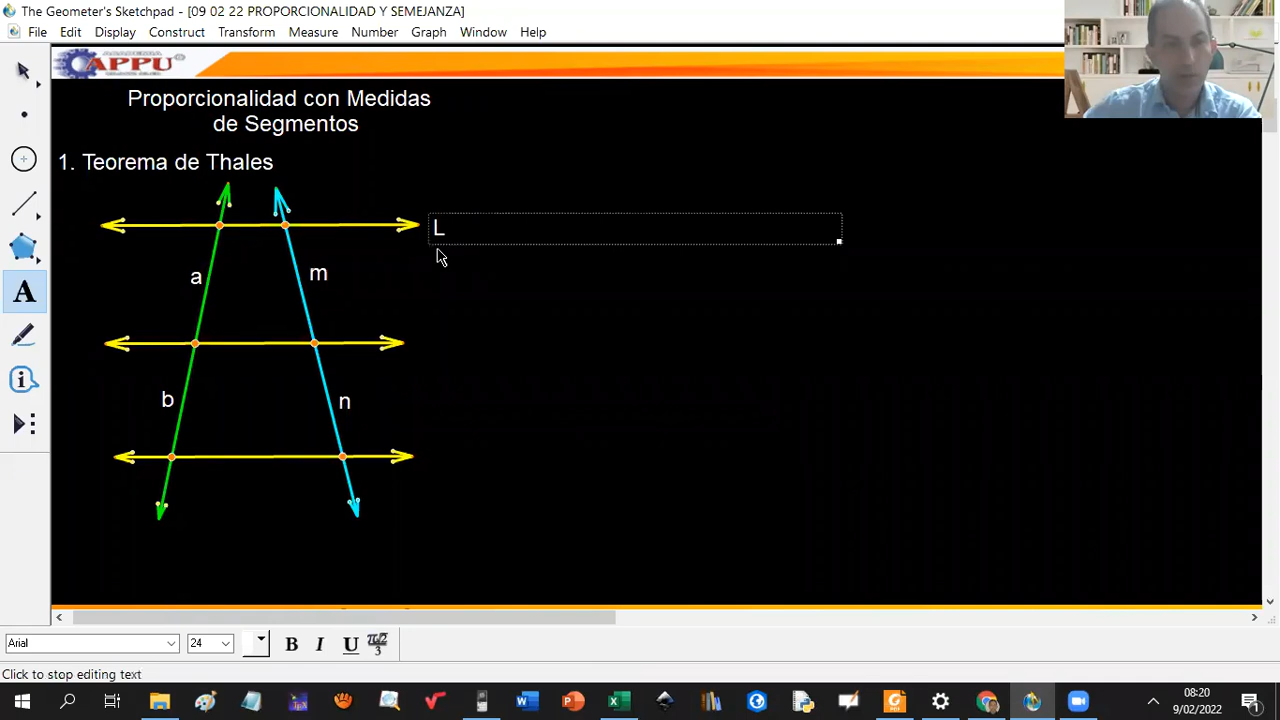 The Geometer's Sketchpad - [09 02 22 PROPORCIONALIDAD Y SEMEJANZA]
File Edit Display Construct Transform Measure Number Graph Window Help
APPU
Proporcionalidad con Medidas
de Segmentos
1. Teorema de Thales
L
a
m
b
n
A
Arial 24 B I U
Click to stop editing text
08:20
9/02/2022